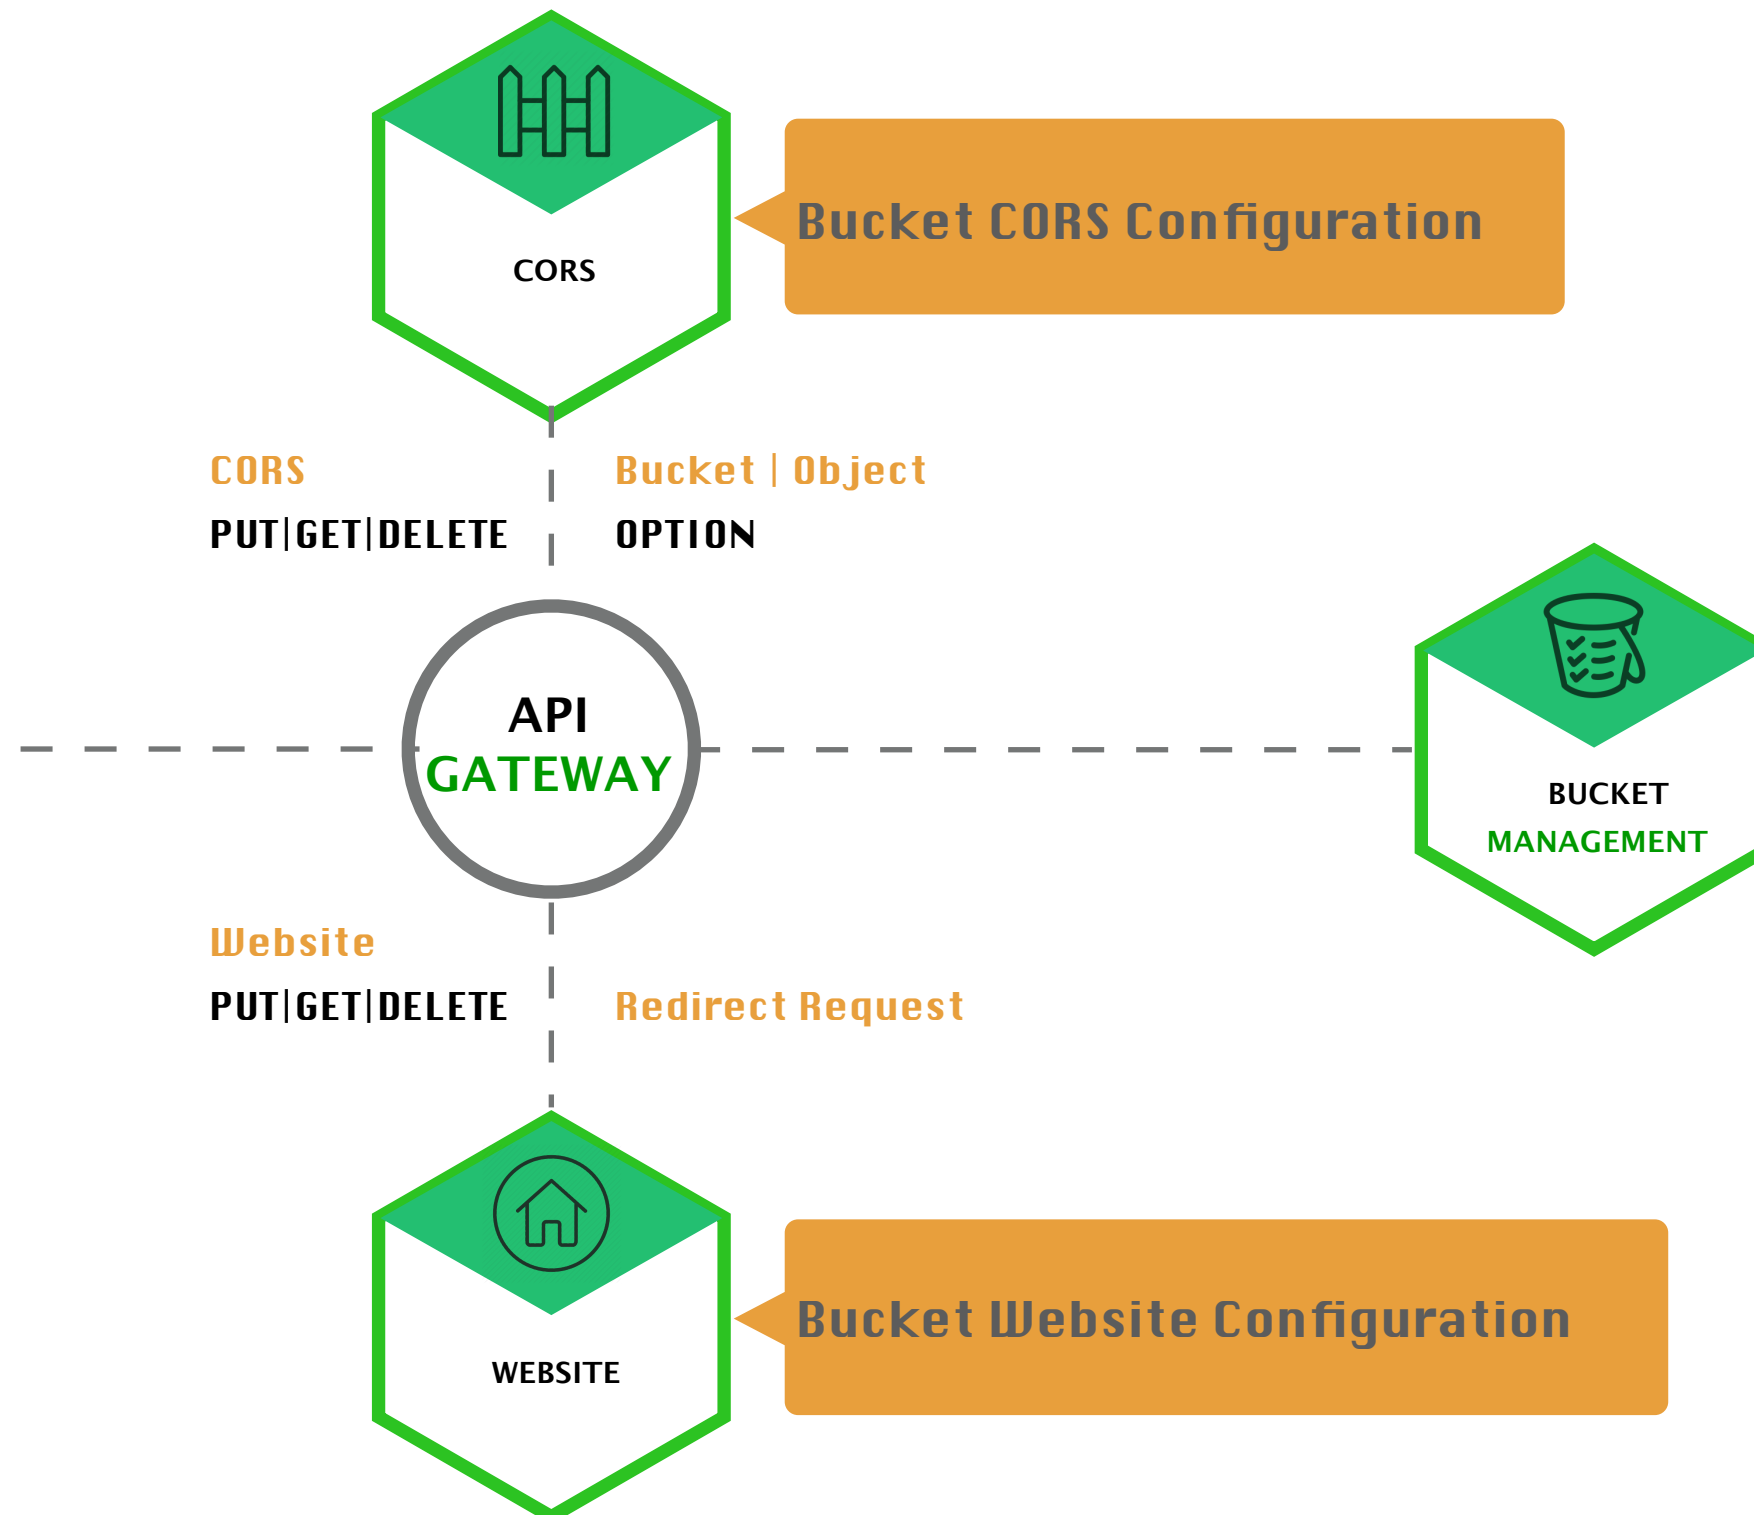 CORS
Bucket CORS Configuration
CORS
PUT|GET|DELETE
Bucket | Object
OPTION
API
GATEWAY
BUCKET
MANAGEMENT
Website
PUT|GET|DELETE
Redirect Request
WEBSITE
Bucket Website Configuration